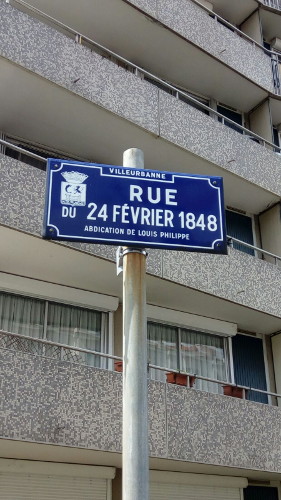 VILLEURBANNE
RUE
DU 24 FÉVRIER 1848
ABDICATION DE LOUIS PHILIPPE